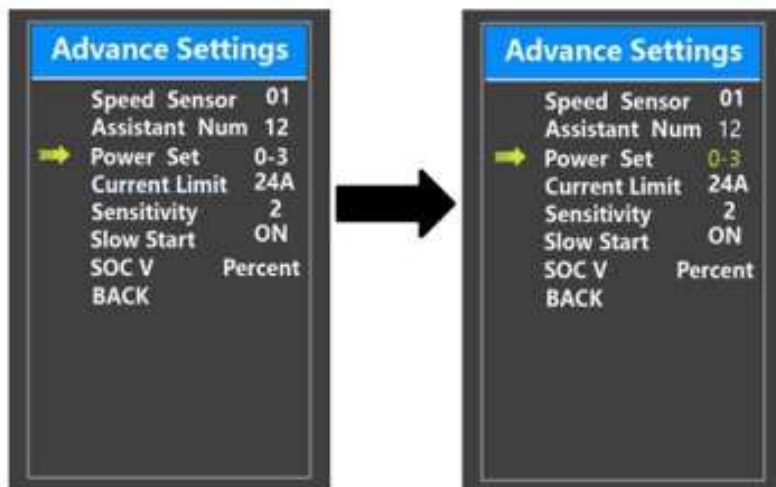 Advance Settings
Speed Sensor 01
Assistant Num 12
Power Set 0-3
Current Limit 24A
Sensitivity 2
Slow Start ON
SOC V Percent
BACK
Advance Settings
Speed Sensor 01
Assistant Num 12
Power Set 0-3
Current Limit 24A
Sensitivity 2
Slow Start ON
SOC V Percent
BACK